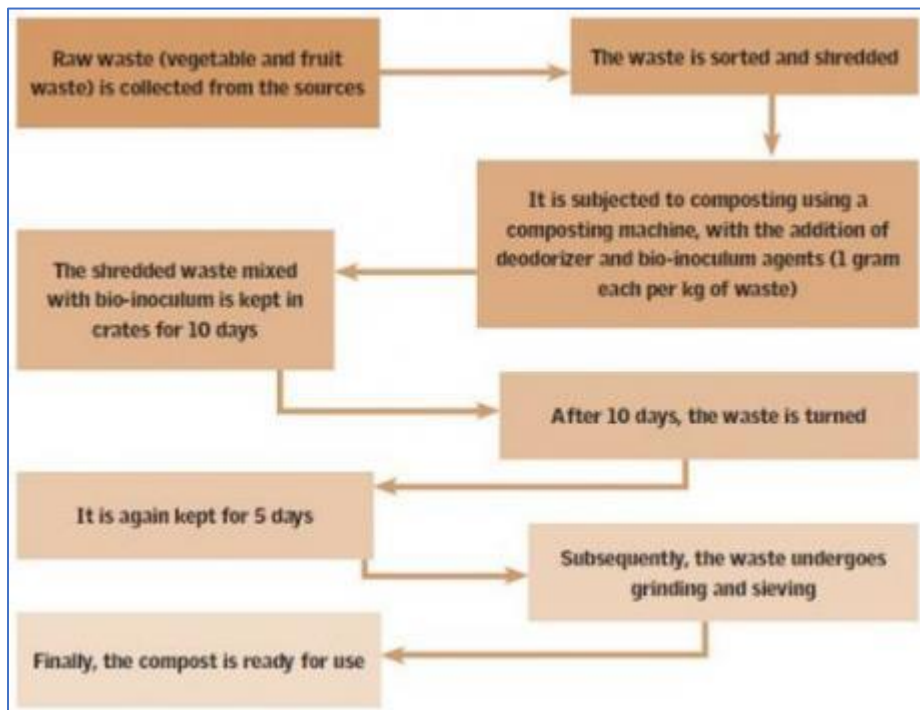 Raw waste (vegetable and fruit
waste) is collected from the sources
The waste is sorted and shredded
It is subjected to composting using a
composting machine, with the addition of
deodorizer and bio-inoculum agents (1 gram
each per kg of waste)
The shredded waste mixed
with bio-inoculum is kept in
crates for 10 days
After 10 days, the waste is turned
It is again kept for 5 days
Subsequently, the waste undergoes
grinding and sieving
Finally, the compost is ready for use